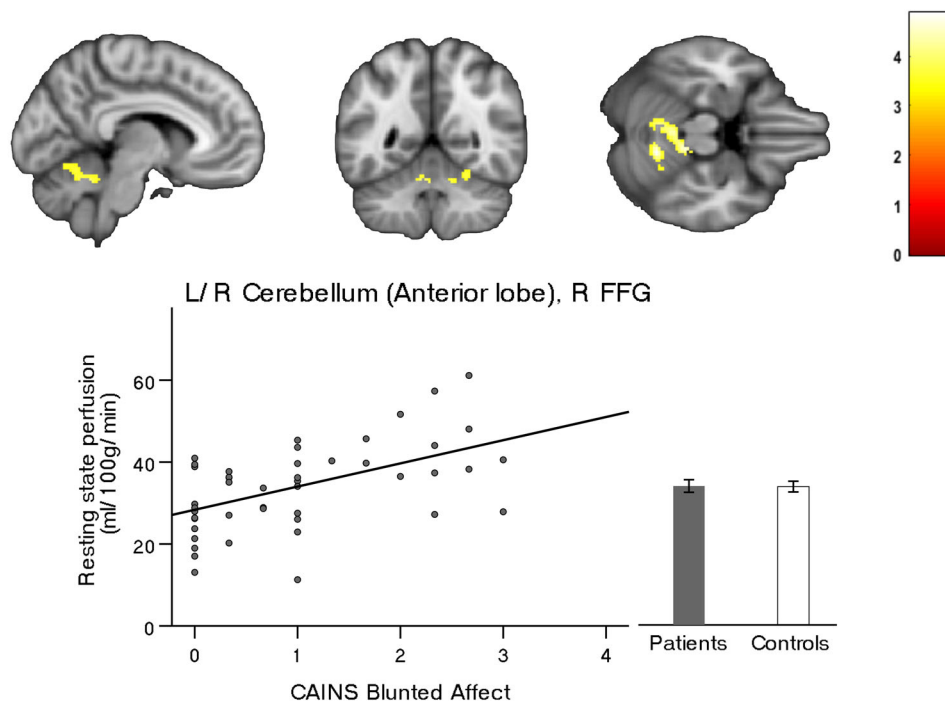 4
3
2
1
0
L/ R Cerebellum (Anterior lobe), R FFG
Resting state perfusion
(ml/ 100g/ min)
60
40
20
0
0 1 2 3 4
CAINS Blunted Affect
Patients Controls